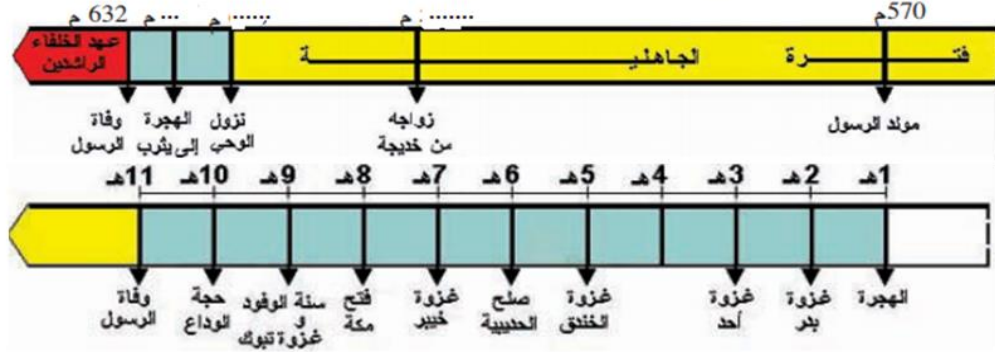 570م
...... م
...... م
... م
632 م
فتـــرة الجاهليـــة
عهد الخلفاء
الراشدين
مولد الرسول
زواجه
من خديجة
نزول
الوحي
الهجرة
إلى يثرب
وفاة
الرسول
1هـ 2هـ 3هـ 4هـ 5هـ 6هـ 7هـ 8هـ 9هـ 10هـ 11هـ
الهجرة
غزوة
بدر
غزوة
أحد
غزوة
الخندق
صلح
الحديبية
غزوة
خيبر
فتح
مكة
سنة الوفود
و
غزوة تبوك
حجة
الوداع
وفاة
الرسول